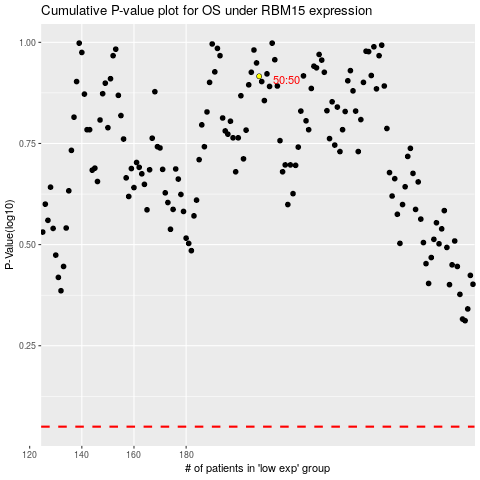 Cumulative P-value plot for OS under RBM15 expression
1.00
50:50
0.75
P-Value(log10)
0.50
0.25
120 124 140 160 180
# of patients in 'low exp' group